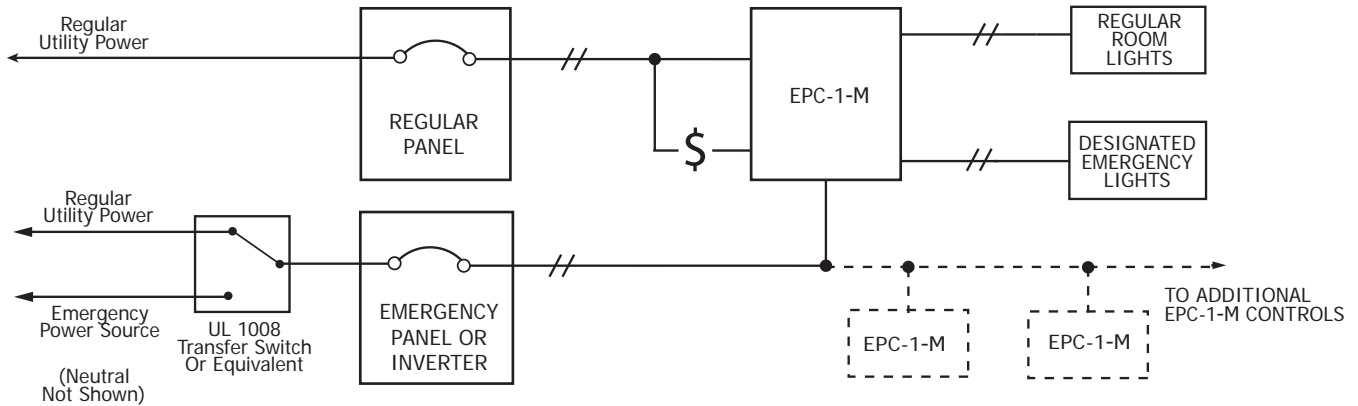 Regular
Utility Power
REGULAR
PANEL
$
EPC-1-M
REGULAR
ROOM
LIGHTS
DESIGNATED
EMERGENCY
LIGHTS
Regular
Utility Power
Emergency
Power Source
(Neutral
Not Shown)
UL 1008
Transfer Switch
Or Equivalent
EMERGENCY
PANEL OR
INVERTER
EPC-1-M
EPC-1-M
TO ADDITIONAL
EPC-1-M CONTROLS